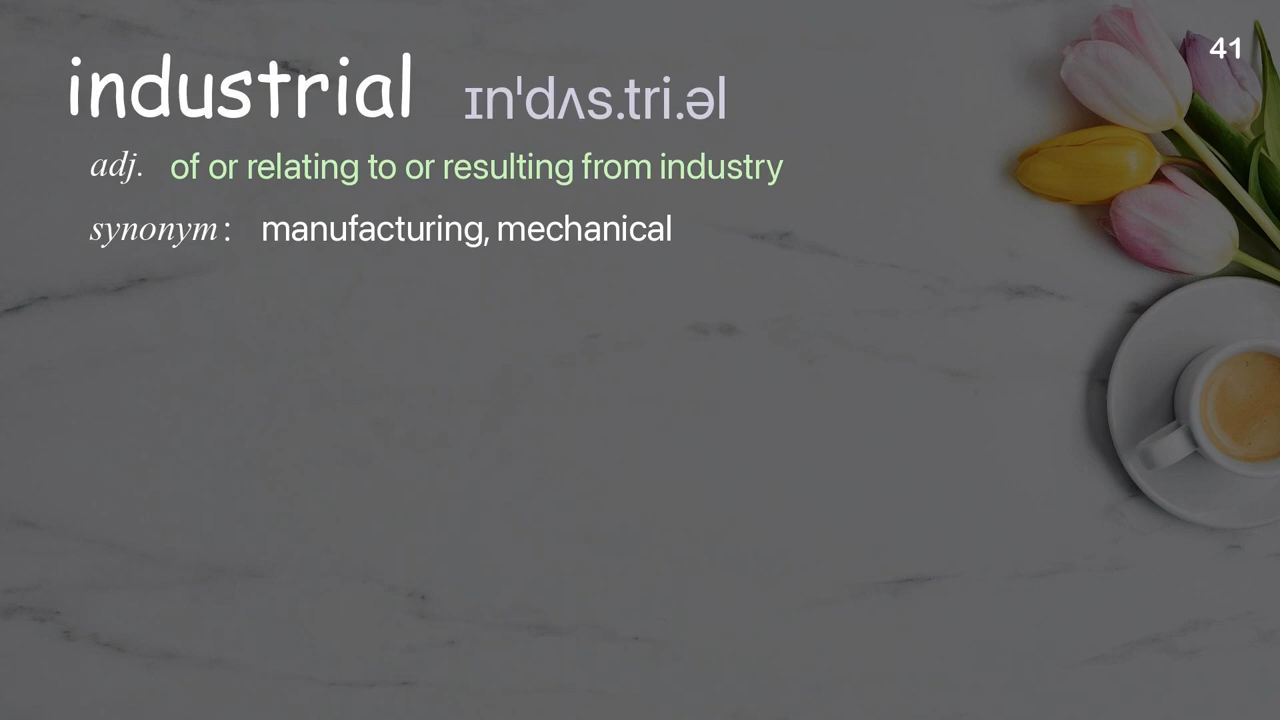 41
industrial ɪnˈdʌs.tri.əl
adj. of or relating to or resulting from industry
synonym: manufacturing, mechanical